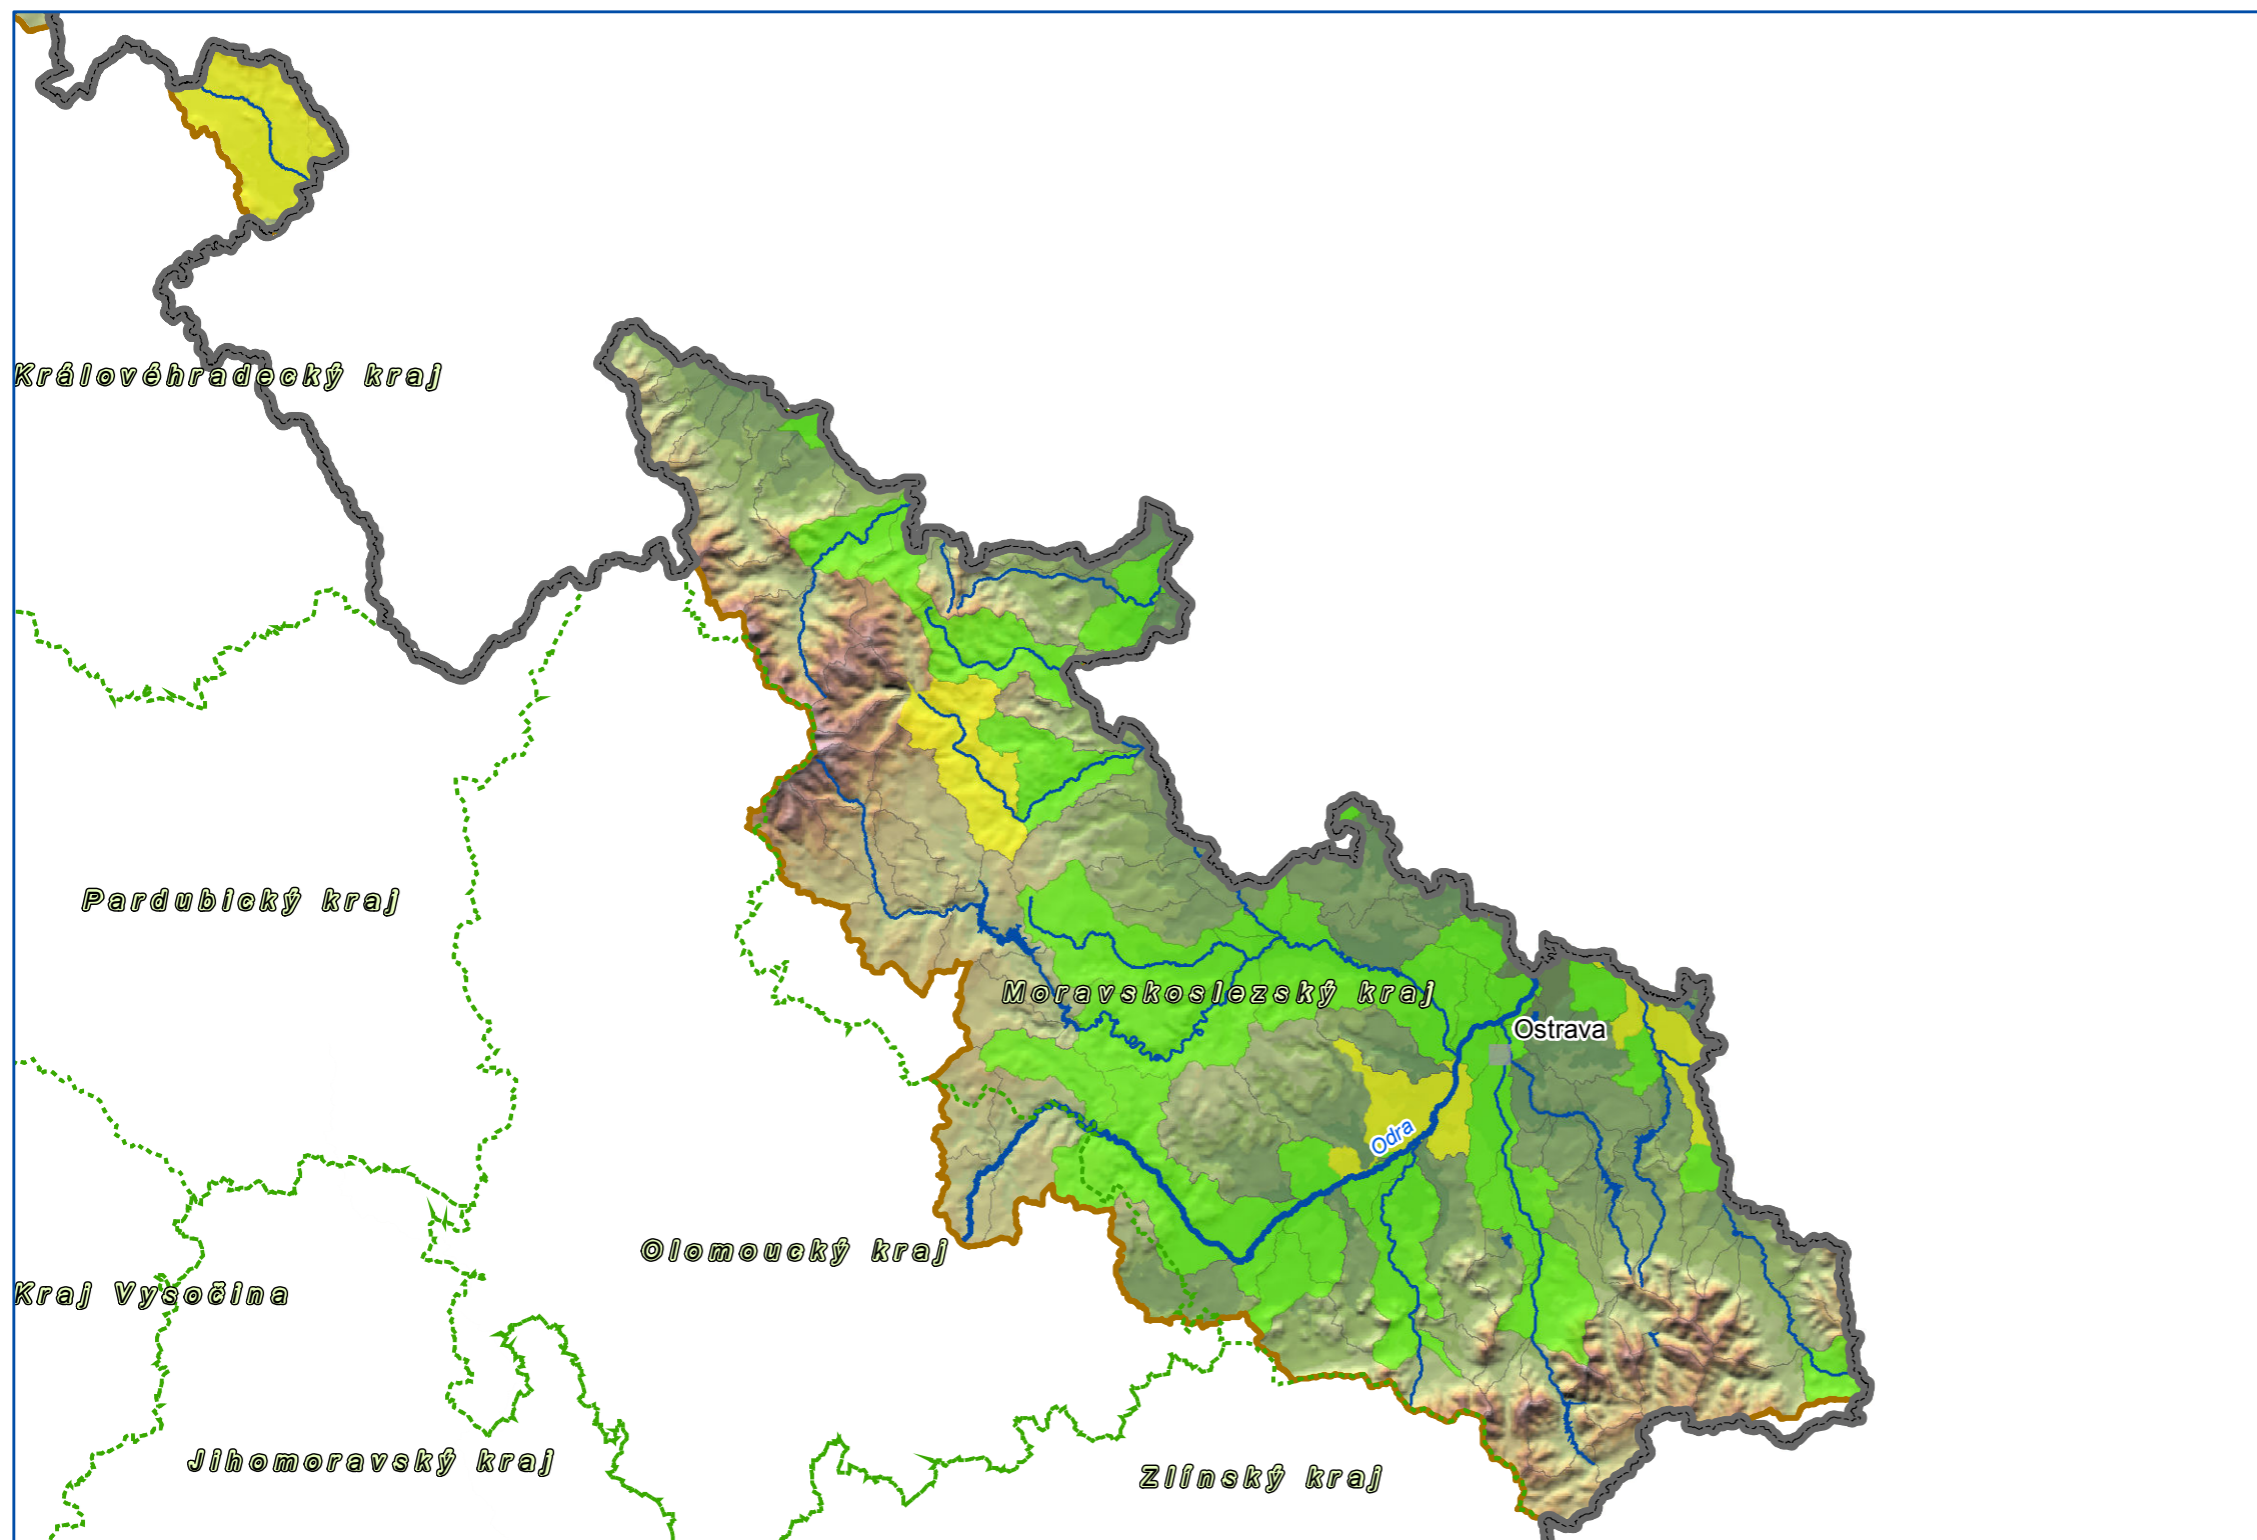 Královéhradecký kraj
Pardubický kraj
Moravskoslezský kraj
Ostrava
Odra
Olomoucký kraj
Kraj Vysočina
Jihomoravský kraj
Zlínský kraj